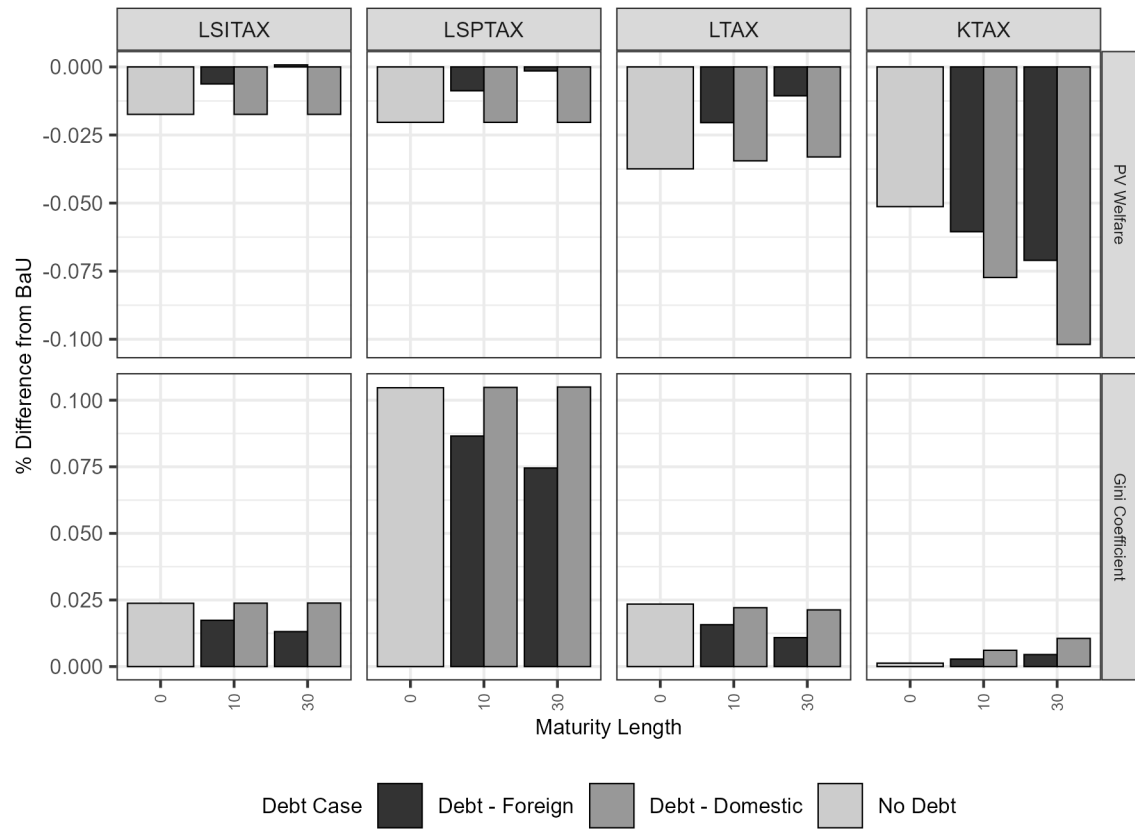 LSITAX LSPTAX LTAX KTAX
0.000
-0.025
-0.050
-0.075
-0.100
PV Welfare
% Difference from BaU
0.100
0.075
0.050
0.025
0.000
Gini Coefficient
0 10 30 0 10 30 0 10 30 0 10 30
Maturity Length
Debt Case Debt - Foreign Debt - Domestic No Debt